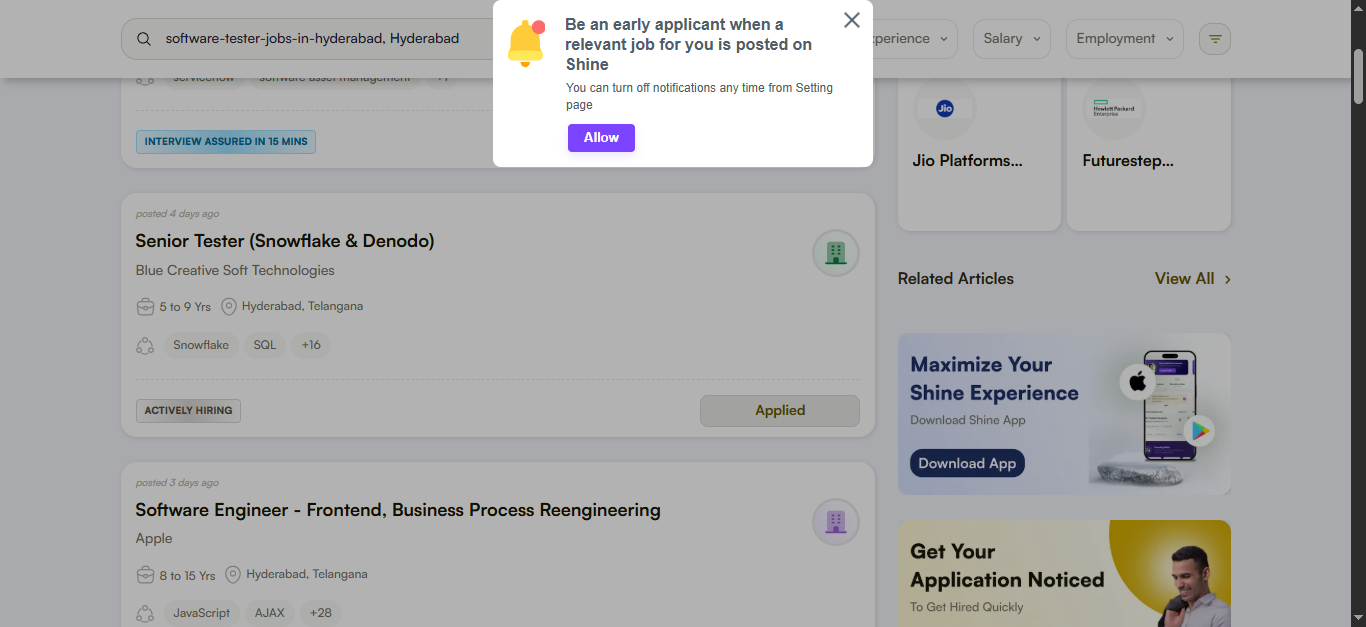 software-tester-jobs-in-hyderabad, Hyderabad
Be an early applicant when a
relevant job for you is posted on
Shine
You can turn off notifications any time from Setting
page
Allow
Salary
Employment
servicenow
software asset management
INTERVIEW ASSURED IN 15 MINS
Jio
Hewlett Packard
Enterprise
Jio Platforms...
Futurestep...
posted 4 days ago
Senior Tester (Snowflake & Denodo)
Blue Creative Soft Technologies
5 to 9 Yrs
Hyderabad, Telangana
Snowflake
SQL
+16
ACTIVELY HIRING
Applied
Related Articles
View All
Maximize Your
Shine Experience
Download Shine App
Download App
posted 3 days ago
Software Engineer - Frontend, Business Process Reengineering
Apple
8 to 15 Yrs
Hyderabad, Telangana
JavaScript
AJAX
+28
Get Your
Application Noticed
To Get Hired Quickly